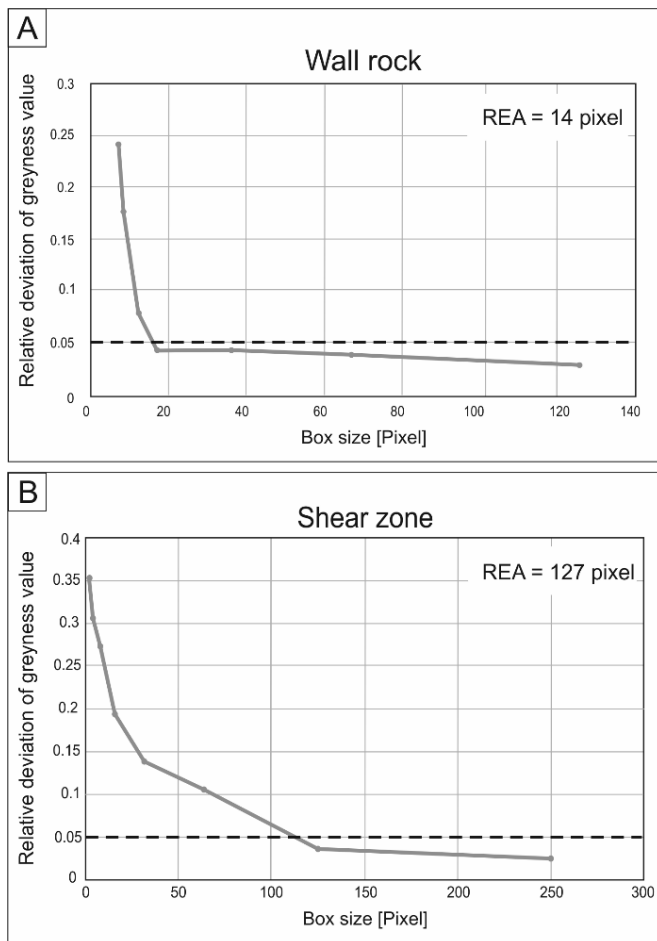 A
Wall rock
REA = 14 pixel
Relative deviation of greyness value
0.3
0.25
0.2
0.15
0.1
0.05
0
0 20 40 60 80 100 120 140
Box size [Pixel]
B
Shear zone
REA = 127 pixel
Relative deviation of greyness value
0.4
0.35
0.3
0.25
0.2
0.15
0.1
0.05
0
0 50 100 150 200 250 300
Box size [Pixel]